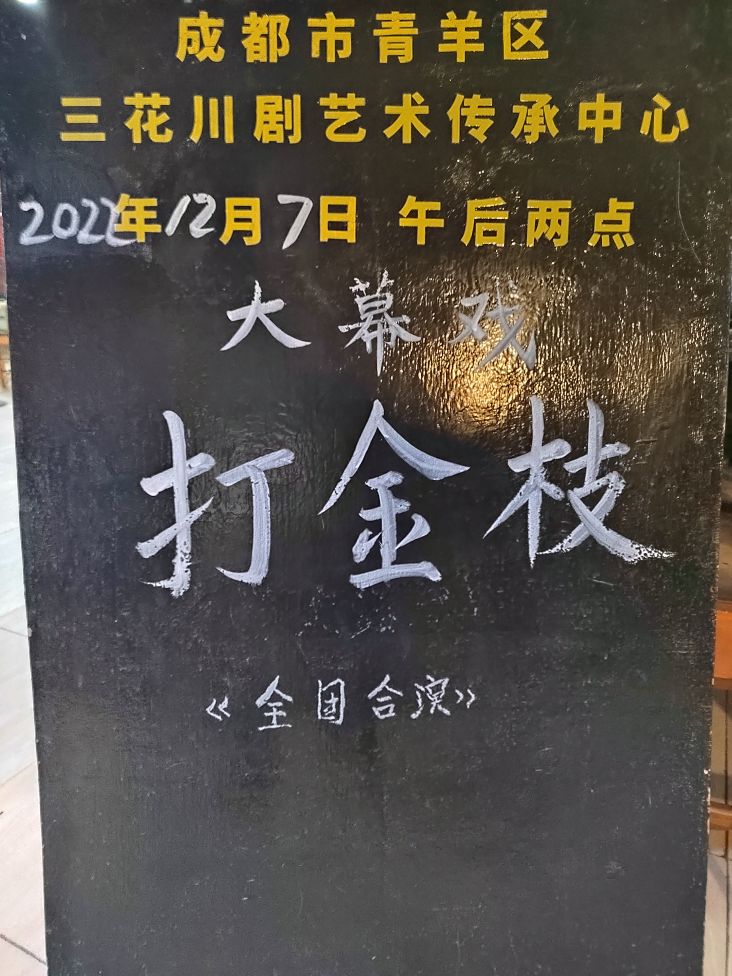 成都市青羊区
三花川剧艺术传承中心
2022年12月7日 午后两点
大幕戏
打金枝
《全团合演》